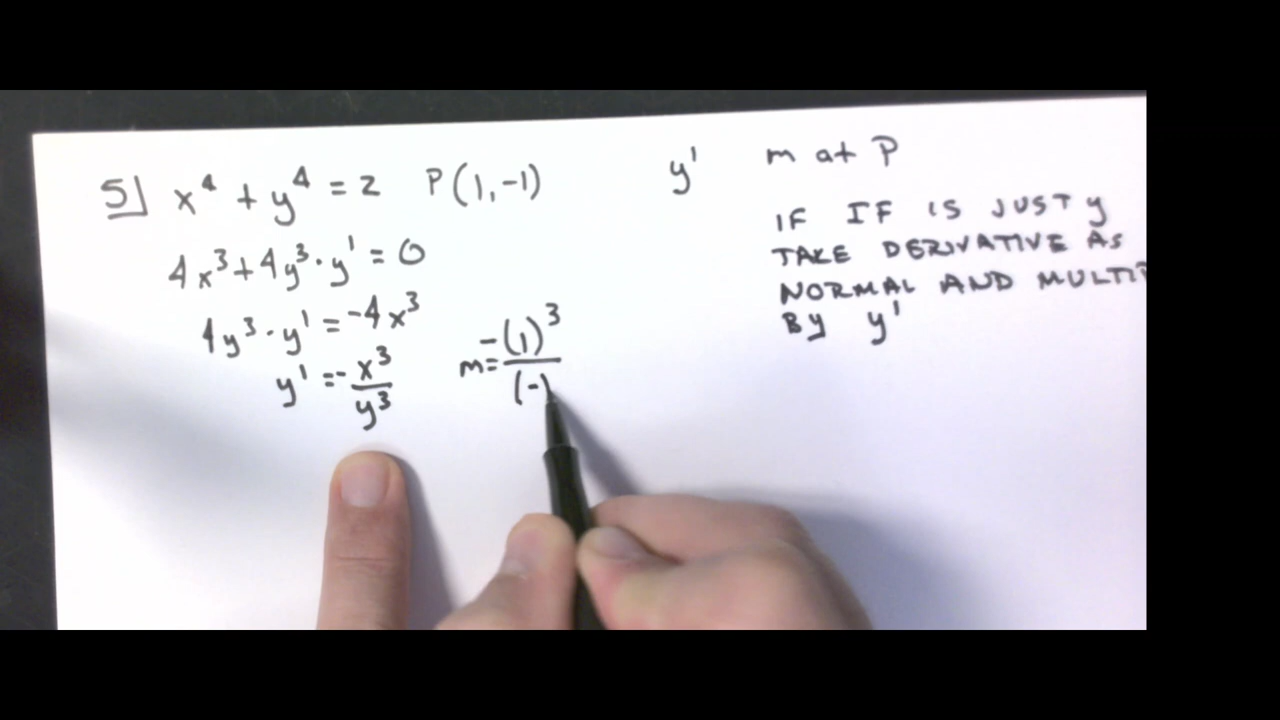 5] x⁴ + y⁴ = 2 P(1,-1) y' m at P
4x³ + 4y³ · y' = 0
4y³ · y' = -4x³
y' = - x³/y³
m = -(1)³/(-1
IF IF IS JUST y
TAKE DERIVATIVE AS
NORMAL AND MULTIP
BY y'